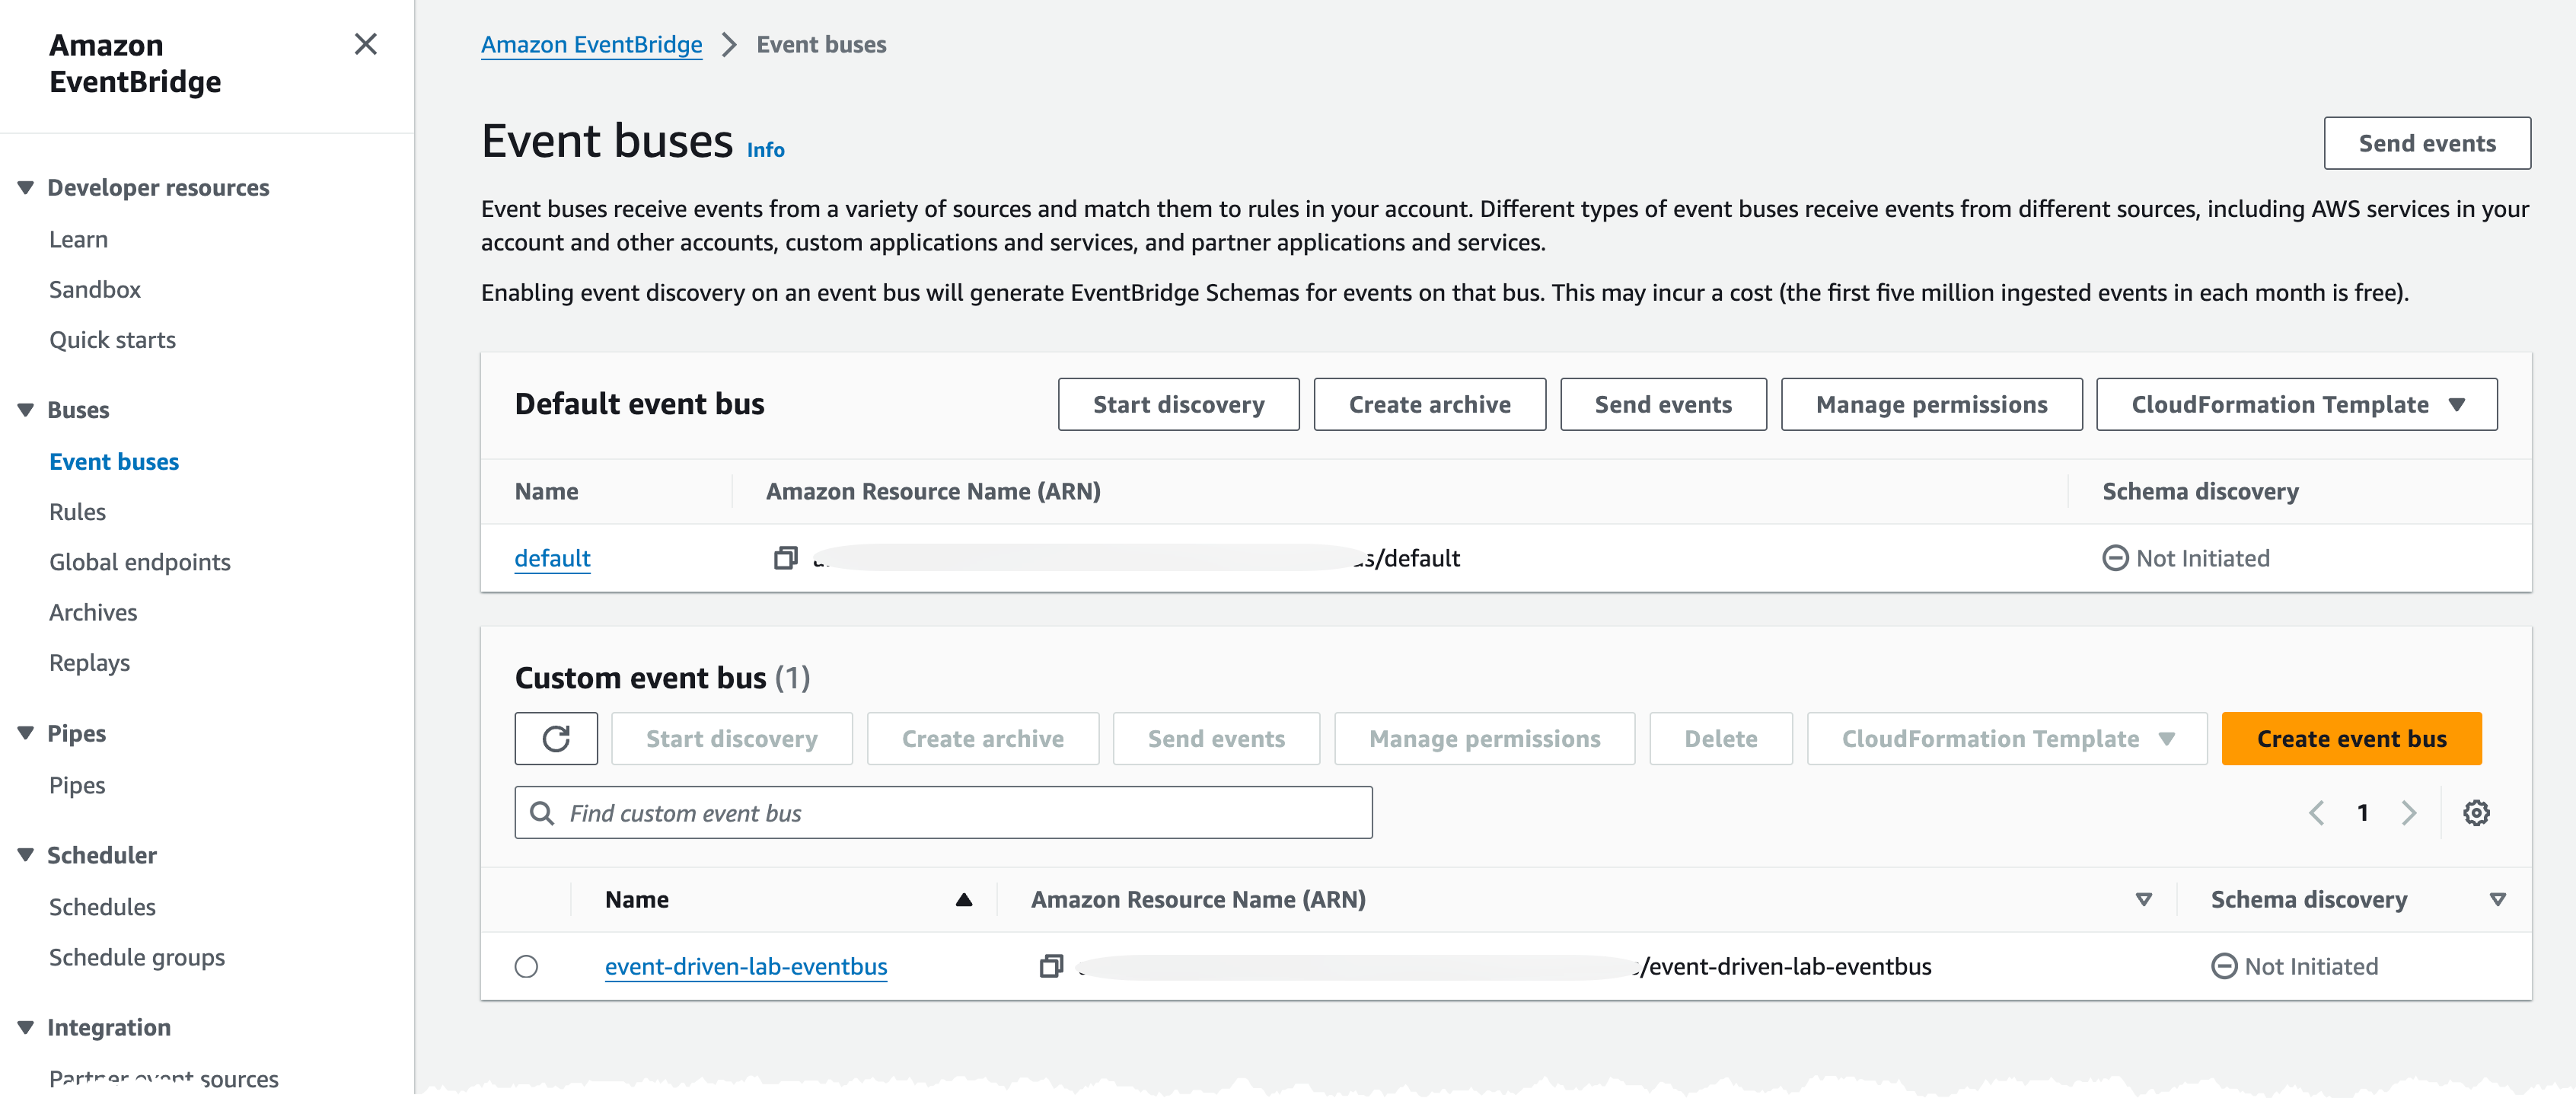 Amazon
EventBridge
Developer resources
Learn
Sandbox
Quick starts
Buses
Event buses
Rules
Global endpoints
Archives
Replays
Pipes
Pipes
Scheduler
Schedules
Schedule groups
Integration
Partner event sources
Amazon EventBridge > Event buses
Event buses Info
Send events
Event buses receive events from a variety of sources and match them to rules in your account. Different types of event buses receive events from different sources, including AWS services in your
account and other accounts, custom applications and services, and partner applications and services.
Enabling event discovery on an event bus will generate EventBridge Schemas for events on that bus. This may incur a cost (the first five million ingested events in each month is free).
Default event bus
Start discovery Create archive Send events Manage permissions CloudFormation Template
Name Amazon Resource Name (ARN) Schema discovery
default s/default Not Initiated
Custom event bus (1)
Start discovery Create archive Send events Manage permissions Delete CloudFormation Template Create event bus
Find custom event bus 1
Name Amazon Resource Name (ARN) Schema discovery
event-driven-lab-eventbus /event-driven-lab-eventbus Not Initiated